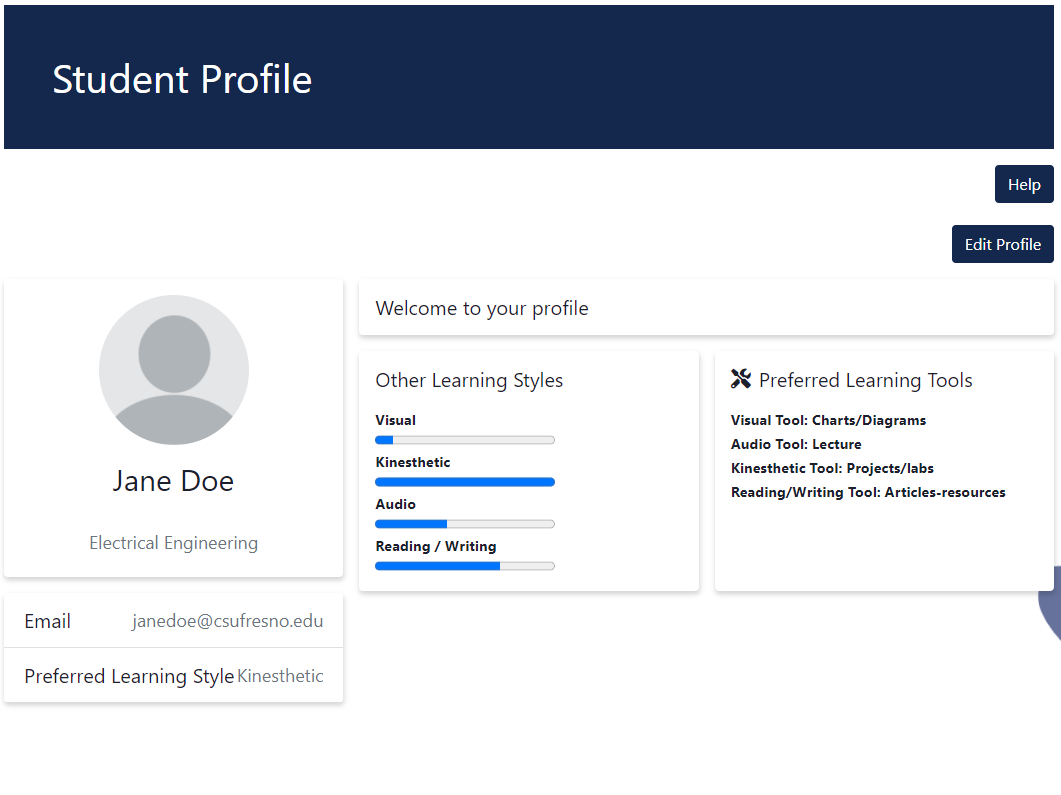 Student Profile
Help
Edit Profile
Jane Doe
Electrical Engineering
Email janedoe@csufresno.edu
Preferred Learning Style Kinesthetic
Welcome to your profile
Other Learning Styles
Visual
Kinesthetic
Audio
Reading / Writing
Preferred Learning Tools
Visual Tool: Charts/Diagrams
Audio Tool: Lecture
Kinesthetic Tool: Projects/labs
Reading/Writing Tool: Articles-resources